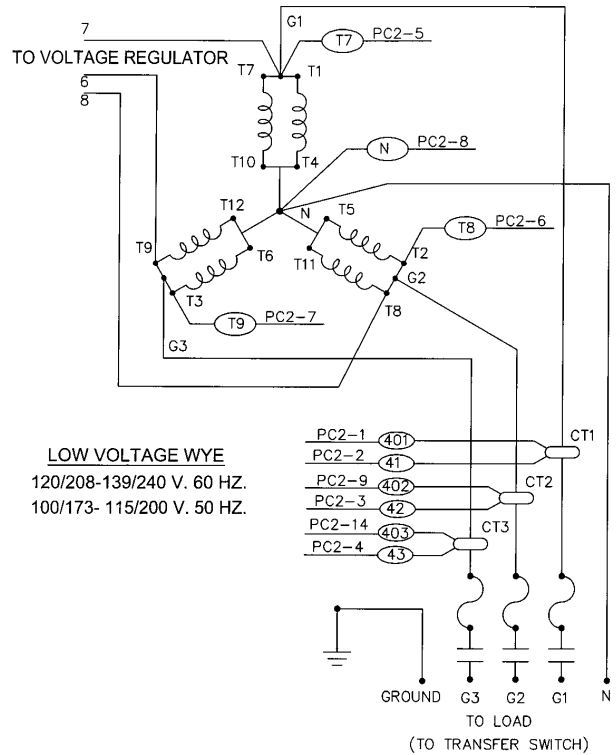 7
G1
T7
PC2-5
TO VOLTAGE REGULATOR
T7
T1
6
8
T10
T4
N
PC2-8
T12
N
T5
T8
PC2-6
T9
T6
T11
T2
G2
T3
T8
T9
PC2-7
G3
LOW VOLTAGE WYE
120/208-139/240 V. 60 HZ.
100/173- 115/200 V. 50 HZ.
PC2-1
401
CT1
PC2-2
41
PC2-9
402
CT2
PC2-3
42
PC2-14
403
CT3
PC2-4
43
GROUND
G3
G2
G1
N
TO LOAD
(TO TRANSFER SWITCH)